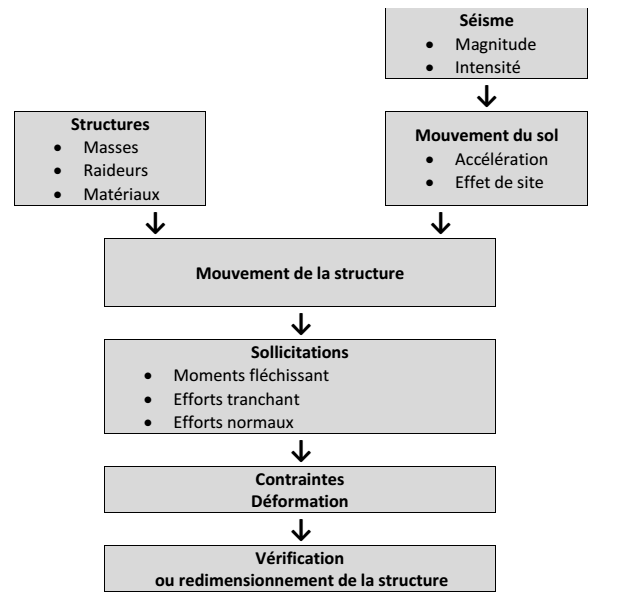 Séisme
• Magnitude
• Intensité
Structures
• Masses
• Raideurs
• Matériaux
Mouvement du sol
• Accélération
• Effet de site
Mouvement de la structure
Sollicitations
• Moments fléchissant
• Efforts tranchant
• Efforts normaux
Contraintes
Déformation
Vérification
ou redimensionnement de la structure